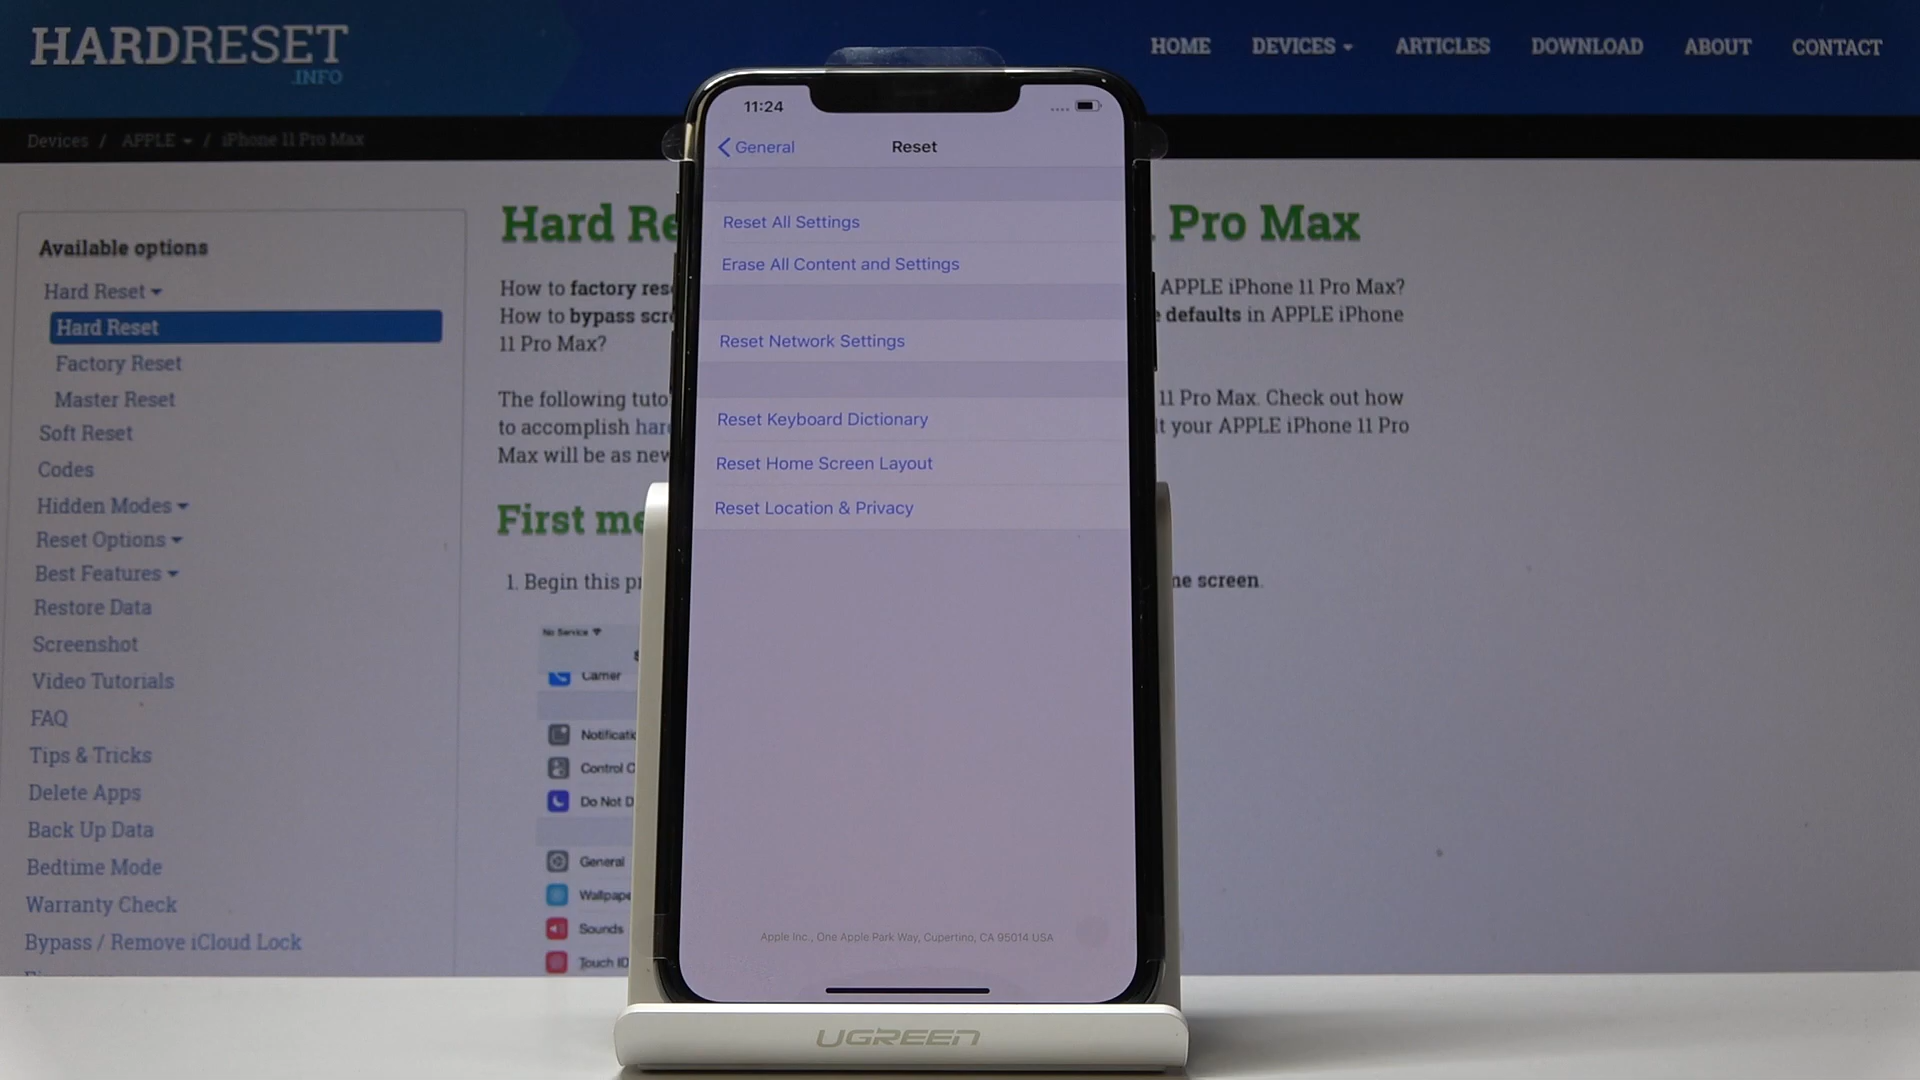 HARDRESET
.INFO
HOME DEVICES ARTICLES DOWNLOAD ABOUT CONTACT
Devices / APPLE / iPhone 11 Pro Max
Available options
Hard Reset
Hard Reset
Factory Reset
Master Reset
Soft Reset
Codes
Hidden Modes
Reset Options
Best Features
Restore Data
Screenshot
Video Tutorials
FAQ
Tips & Tricks
Delete Apps
Back Up Data
Bedtime Mode
Warranty Check
Bypass / Remove iCloud Lock
Hard Re
Pro Max
How to factory res
APPLE iPhone 11 Pro Max?
How to bypass scr
defaults in APPLE iPhone
11 Pro Max?
The following tuto
11 Pro Max. Check out how
to accomplish har
t your APPLE iPhone 11 Pro
Max will be as new
First me
1. Begin this pr
me screen.
No Service
Carrier
Notificati
Control C
Do Not D
General
Wallpape
Sounds
Touch ID
11:24
General
Reset
Reset All Settings
Erase All Content and Settings
Reset Network Settings
Reset Keyboard Dictionary
Reset Home Screen Layout
Reset Location & Privacy
Apple Inc., One Apple Park Way, Cupertino, CA 95014 USA
UGREEN